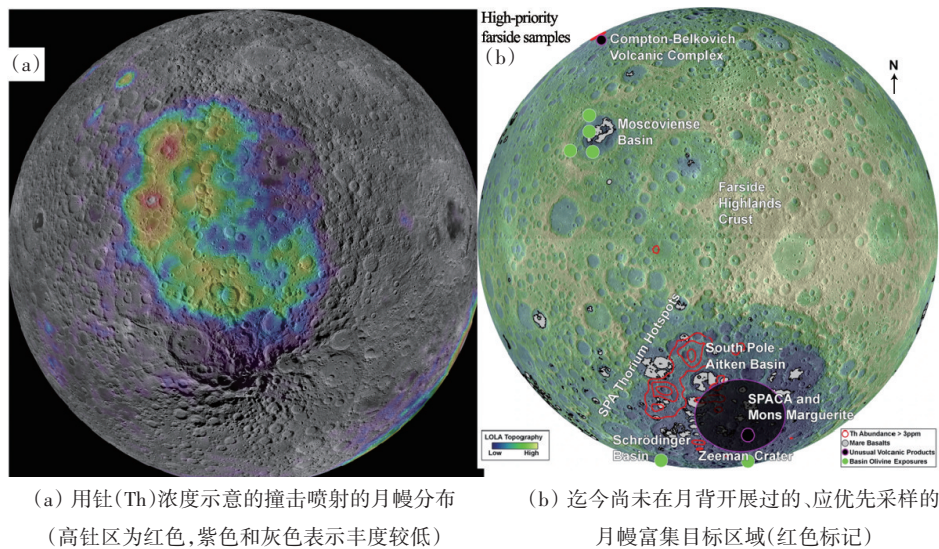 (a)
High-priority
farside samples
(b)
Compton-Belkovich
Volcanic Complex
N
Moscoviense
Basin
Farside
Highlands
Crust
SPA-Thorium Hotspots
South Pole -
Aitken Basin
SPACA and
Mons Marguerite
LOLA Topography
Low High
Schrodinger
Basin
Zeeman Crater
Th Abundance > 3ppm
Mare Basalts
Unusual Volcanic Products
Basin Olivine Exposures
(a) 用钍(Th)浓度示意的撞击喷射的月幔分布
(高钍区为红色,紫色和灰色表示丰度较低)
(b) 迄今尚未在月背开展过的、应优先采样的
月幔富集目标区域(红色标记)